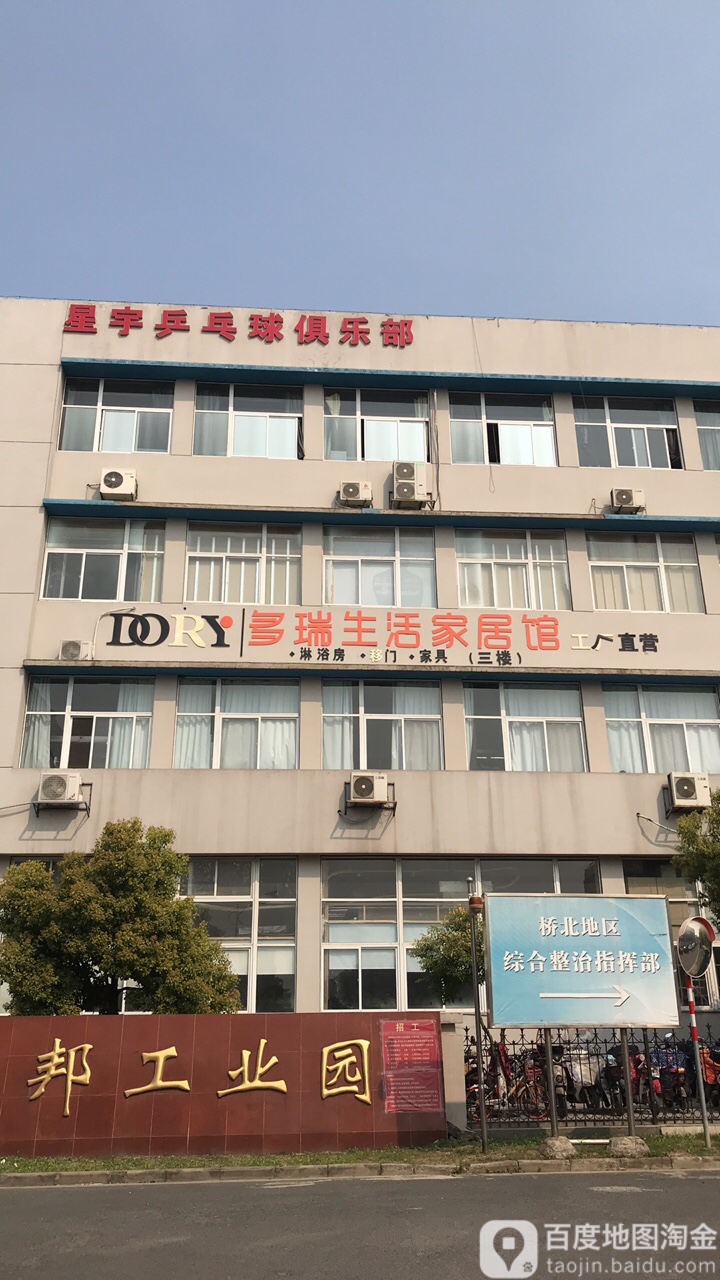 星宇乒乓球俱乐部
DORY 多瑞生活家居馆 工厂直营
·淋浴房 ·移门 ·家具 (三楼)
桥北地区
综合整治指挥部
邦工业园
招工
百度地图淘金
taojin.baidu.com